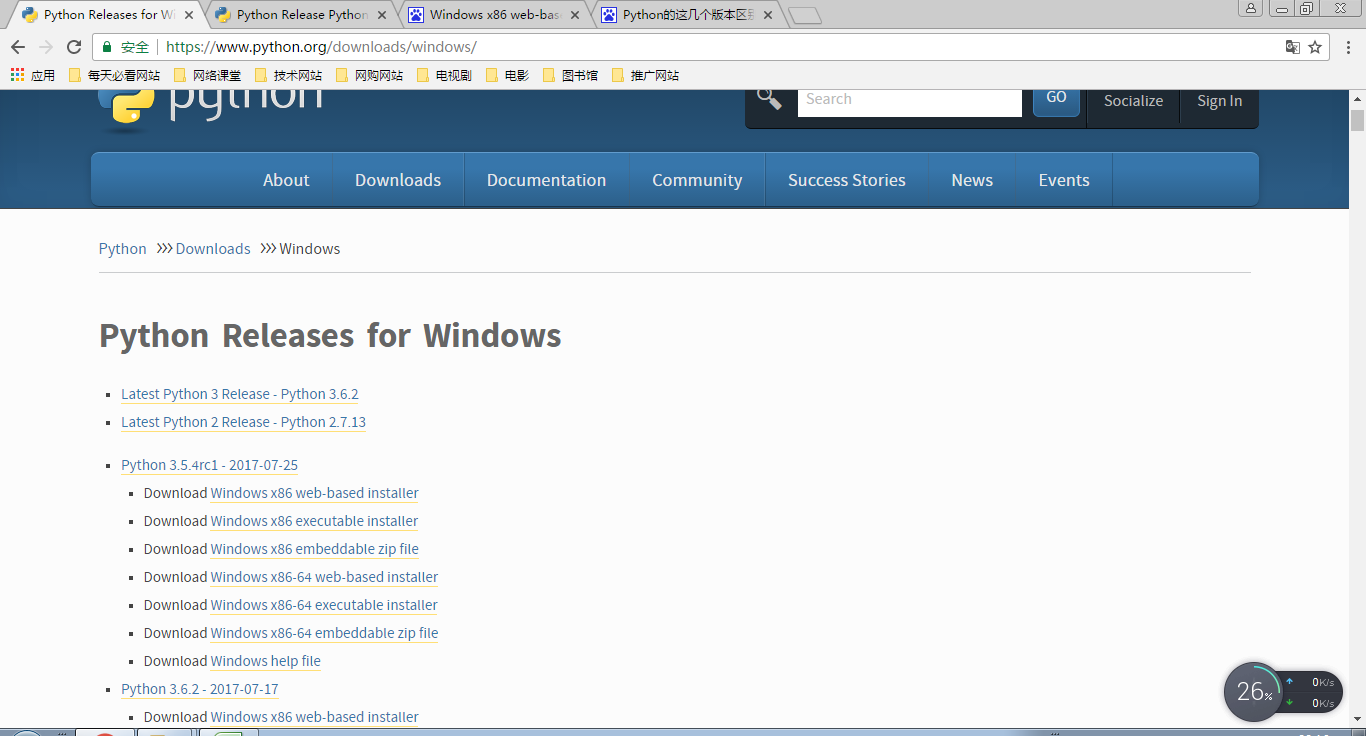 Python Releases for Wi
Python Release Python
Windows x86 web-bas
Python的这几个版本区别
安全
https://www.python.org/downloads/windows/
应用
每天必看网站
网络课堂
技术网站
网购网站
电视剧
电影
图书馆
推广网站
python
Search
GO
Socialize
Sign In
About
Downloads
Documentation
Community
Success Stories
News
Events
Python >>> Downloads >>> Windows
Python Releases for Windows
Latest Python 3 Release - Python 3.6.2
Latest Python 2 Release - Python 2.7.13
Python 3.5.4rc1 - 2017-07-25
Download Windows x86 web-based installer
Download Windows x86 executable installer
Download Windows x86 embeddable zip file
Download Windows x86-64 web-based installer
Download Windows x86-64 executable installer
Download Windows x86-64 embeddable zip file
Download Windows help file
Python 3.6.2 - 2017-07-17
Download Windows x86 web-based installer
26%
0K/s
0K/s